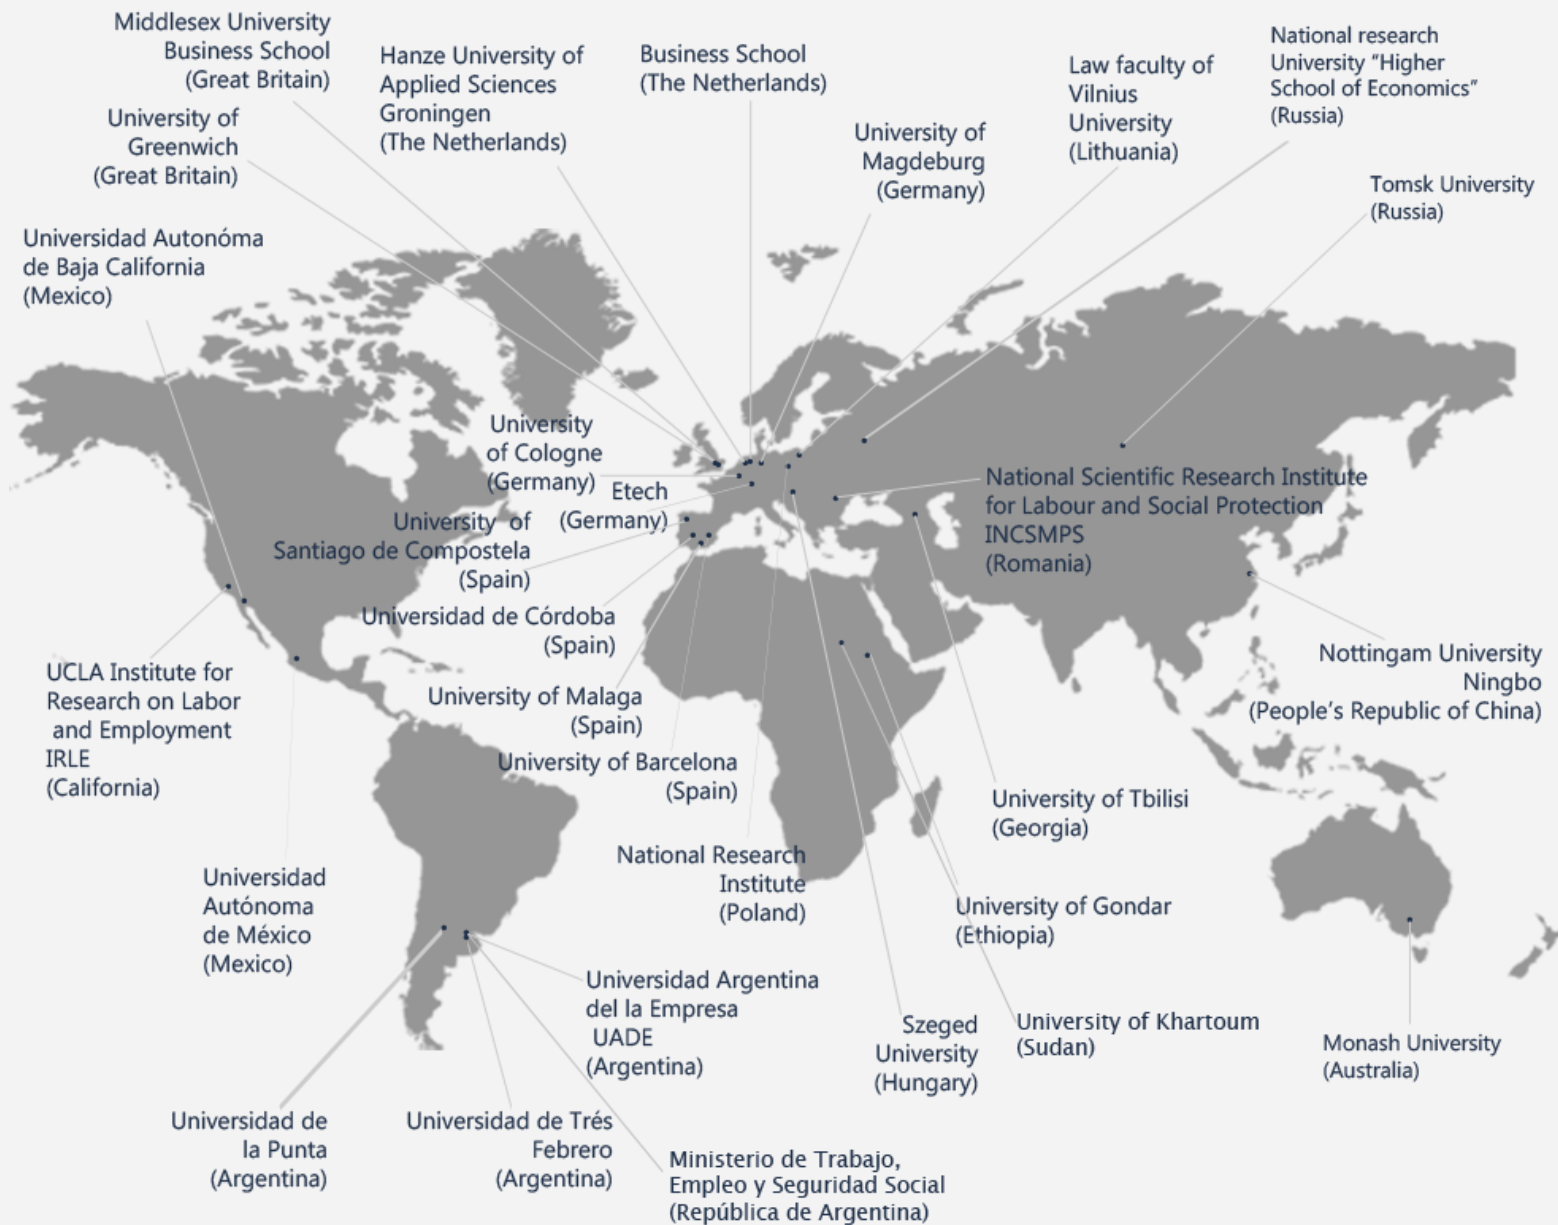 Middlesex University
Business School
(Great Britain)
Hanze University of
Applied Sciences
Groningen
(The Netherlands)
Business School
(The Netherlands)
Law faculty of
Vilnius
University
(Lithuania)
National research
University "Higher
School of Economics"
(Russia)
University of
Greenwich
(Great Britain)
University of
Magdeburg
(Germany)
Tomsk University
(Russia)
Universidad Autonóma
de Baja California
(Mexico)
University
of Cologne
(Germany)
Etech
(Germany)
National Scientific Research Institute
for Labour and Social Protection
INCSMPS
(Romania)
University of
Santiago de Compostela
(Spain)
Universidad de Córdoba
(Spain)
UCLA Institute for
Research on Labor
and Employment
IRLE
(California)
University of Malaga
(Spain)
Nottingam University
Ningbo
(People's Republic of China)
University of Barcelona
(Spain)
University of Tbilisi
(Georgia)
National Research
Institute
(Poland)
Universidad
Autónoma
de México
(Mexico)
University of Gondar
(Ethiopia)
Universidad Argentina
del la Empresa
UADE
(Argentina)
Szeged
University
(Hungary)
University of Khartoum
(Sudan)
Monash University
(Australia)
Universidad de
la Punta
(Argentina)
Universidad de Trés
Febrero
(Argentina)
Ministerio de Trabajo,
Empleo y Seguridad Social
(República de Argentina)